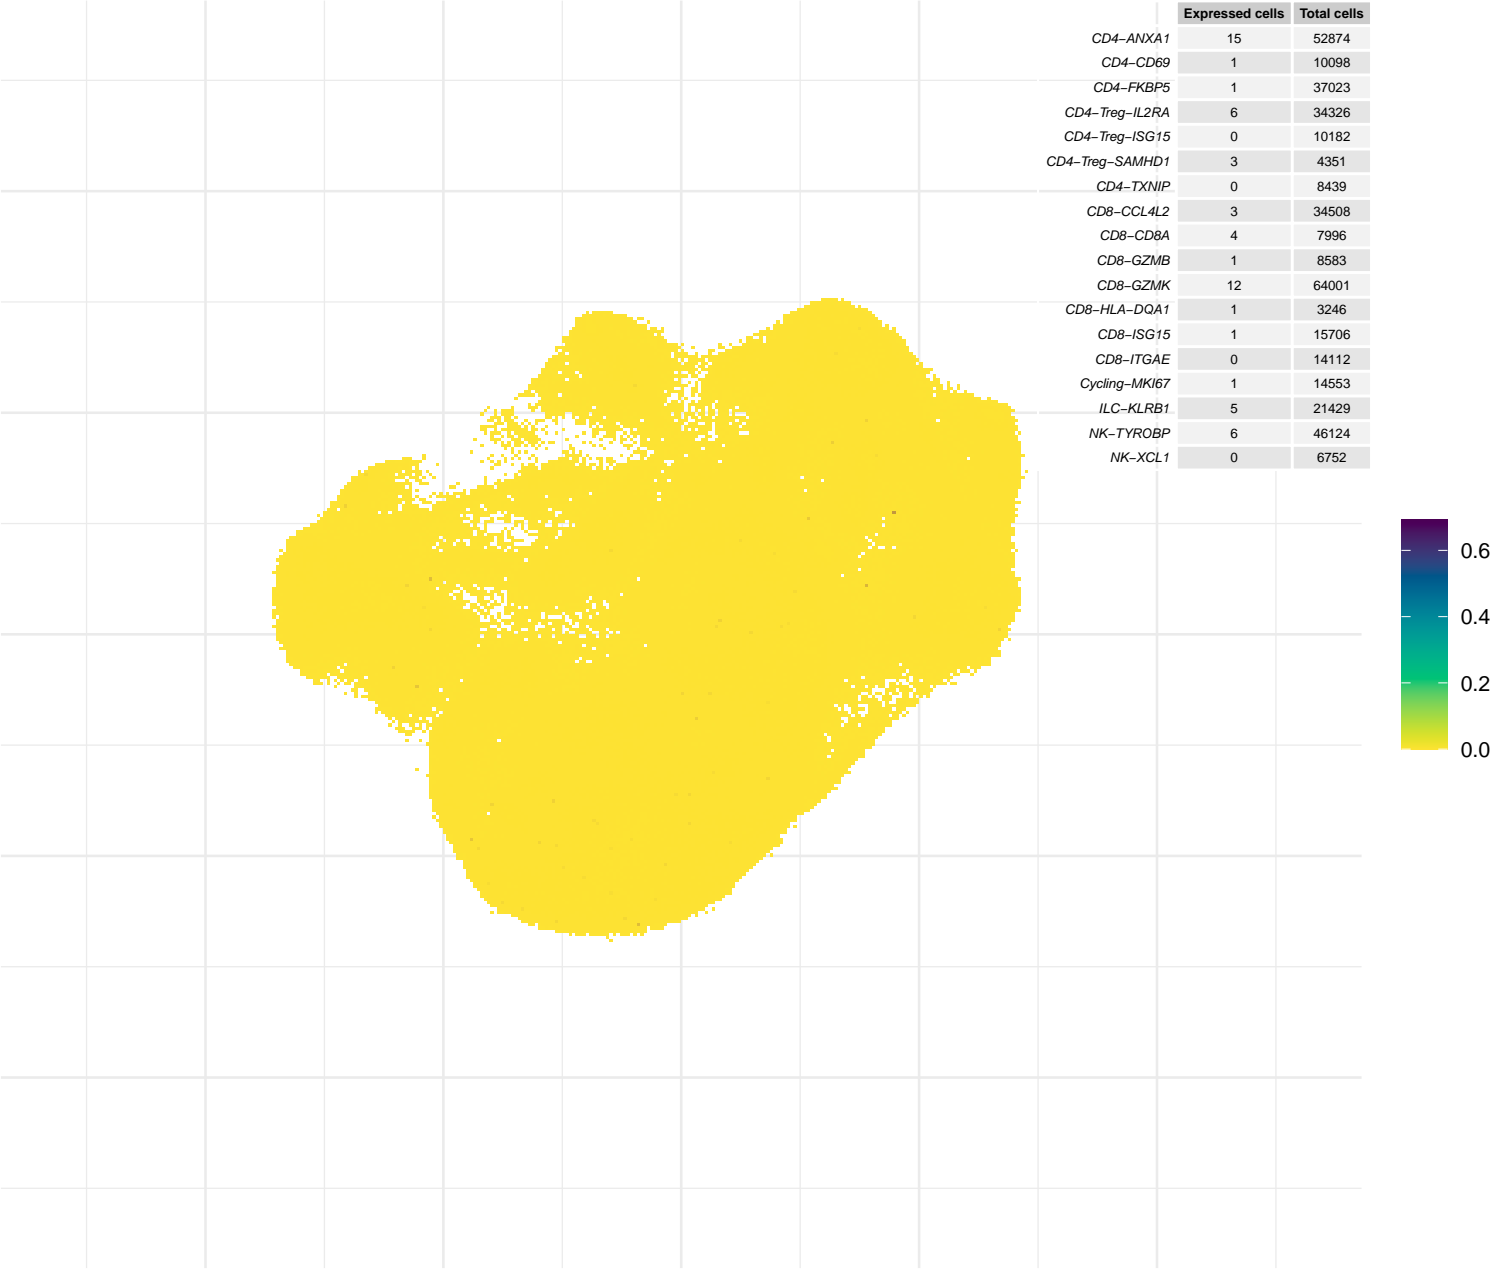 Expressed cells Total cells
CD4−ANXA1 15 52874
CD4−CD69 1 10098
CD4−FKBP5 1 37023
CD4−Treg−IL2RA 6 34326
CD4−Treg−ISG15 0 10182
CD4−Treg−SAMHD1 3 4351
CD4−TXNIP 0 8439
CD8−CCL4L2 3 34508
CD8−CD8A 4 7996
CD8−GZMB 1 8583
CD8−GZMK 12 64001
CD8−HLA−DQA1 1 3246
CD8−ISG15 1 15706
CD8−ITGAE 0 14112
Cycling−MKI67 1 14553
ILC−KLRB1 5 21429
NK−TYROBP 6 46124
NK−XCL1 0 6752
0.6
0.4
0.2
0.0